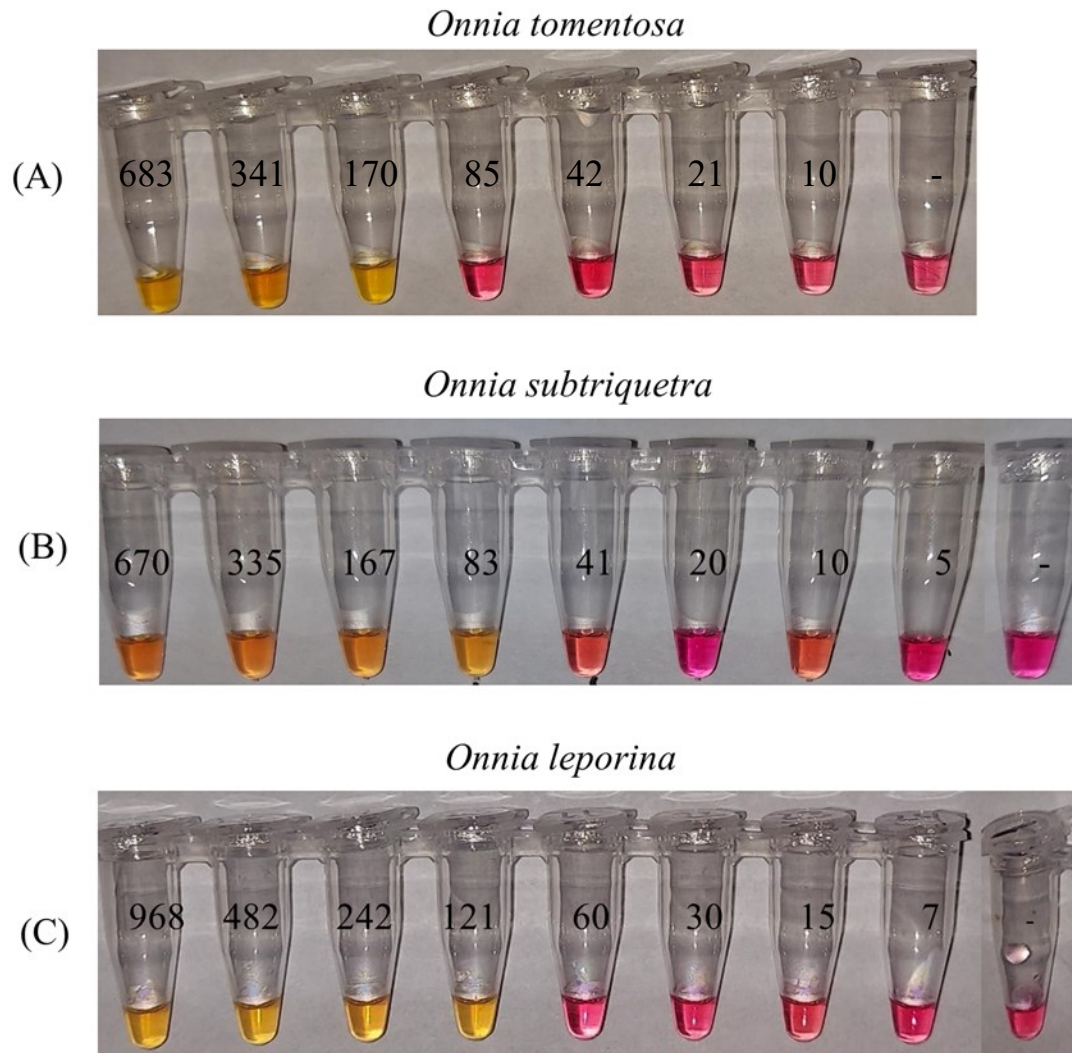 Onnia tomentosa
(A) 683 341 170 85 42 21 10 -
Onnia subtriquetra
(B) 670 335 167 83 41 20 10 5 -
Onnia leporina
(C) 968 482 242 121 60 30 15 7 -